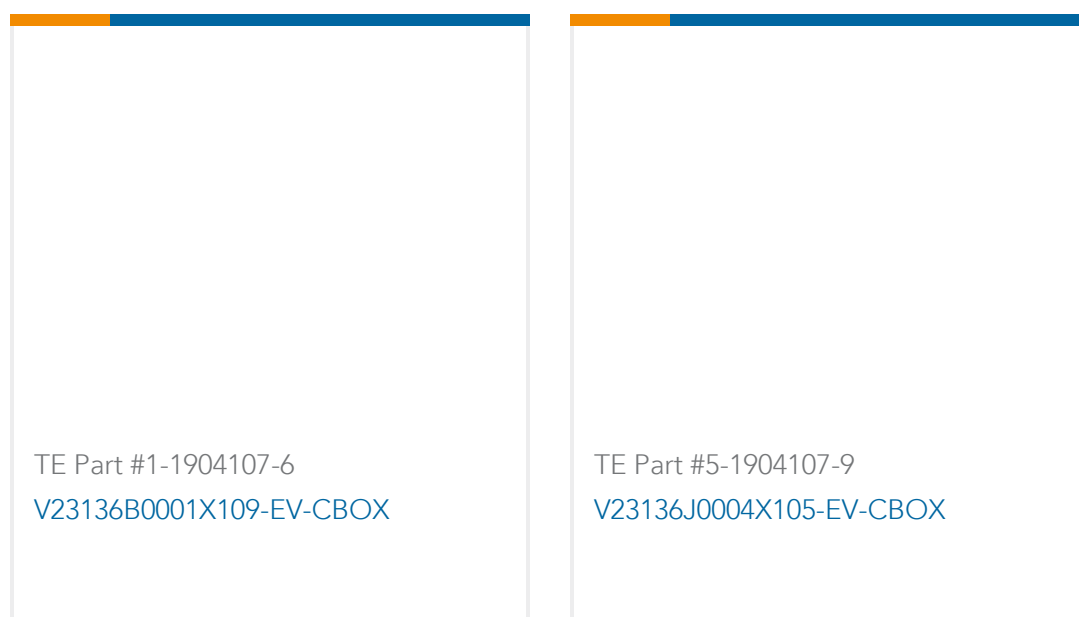 TE Part #1-1904107-6
V23136B0001X109-EV-CBOX
TE Part #5-1904107-9
V23136J0004X105-EV-CBOX